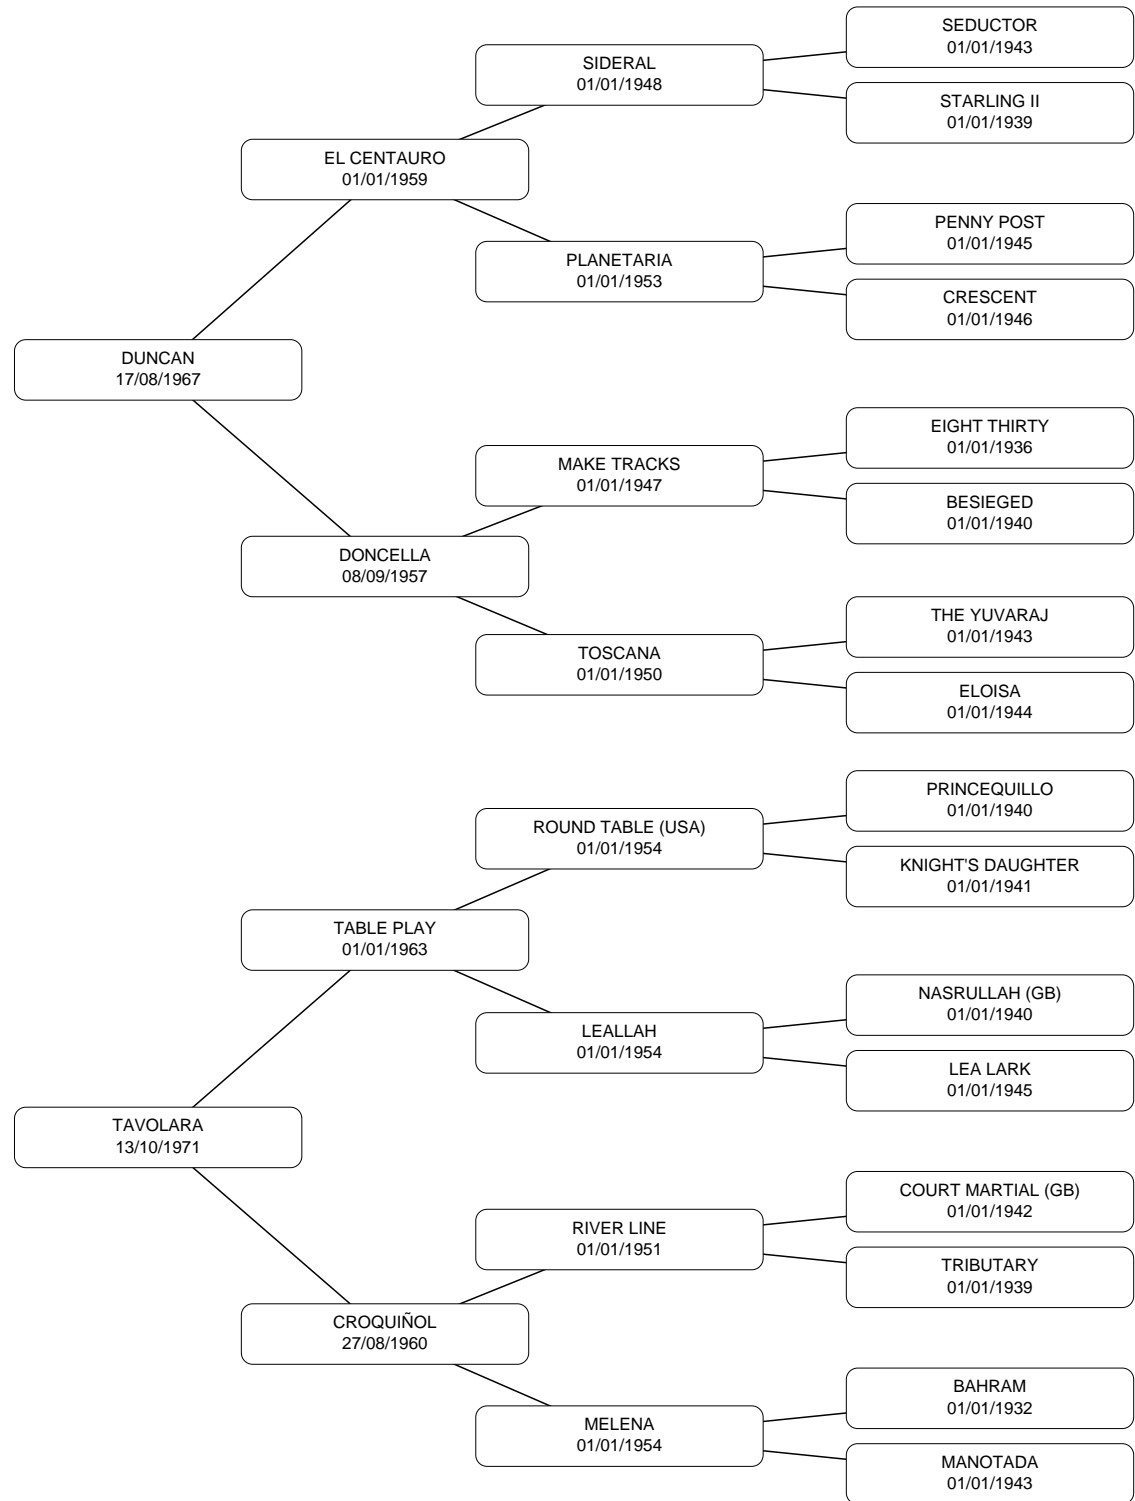 SEDUCTOR
01/01/1943
SIDERAL
01/01/1948
STARLING II
01/01/1939
EL CENTAURO
01/01/1959
PENNY POST
01/01/1945
PLANETARIA
01/01/1953
CRESCENT
01/01/1946
DUNCAN
17/08/1967
EIGHT THIRTY
01/01/1936
MAKE TRACKS
01/01/1947
BESIEGED
01/01/1940
DONCELLA
08/09/1957
THE YUVARAJ
01/01/1943
TOSCANA
01/01/1950
ELOISA
01/01/1944
PRINCEQUILLO
01/01/1940
ROUND TABLE (USA)
01/01/1954
KNIGHT'S DAUGHTER
01/01/1941
TABLE PLAY
01/01/1963
NASRULLAH (GB)
01/01/1940
LEALLAH
01/01/1954
LEA LARK
01/01/1945
TAVOLARA
13/10/1971
COURT MARTIAL (GB)
01/01/1942
RIVER LINE
01/01/1951
TRIBUTARY
01/01/1939
CROQUIÑOL
27/08/1960
BAHRAM
01/01/1932
MELENA
01/01/1954
MANOTADA
01/01/1943